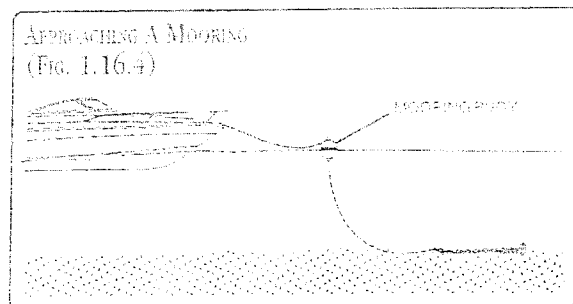 APPROACHING A MOORING
(FIG. 1.16.4)
MOORING BUOY